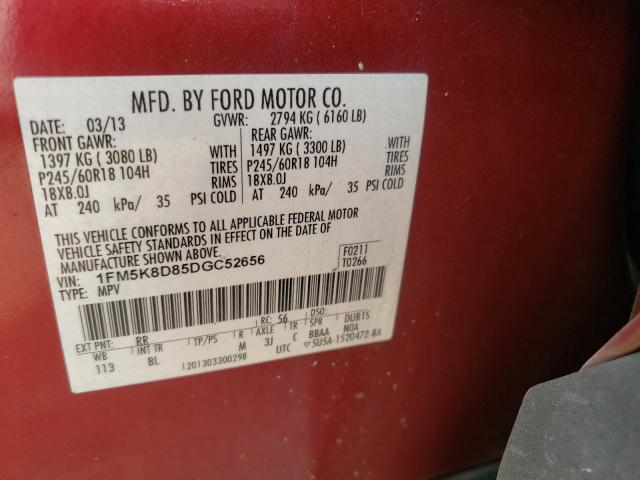 MFD. BY FORD MOTOR CO.
DATE: 03/13 GVWR: 2794 KG ( 6160 LB)
FRONT GAWR: REAR GAWR:
1397 KG ( 3080 LB) WITH 1497 KG ( 3300 LB) WITH
P245/60R18 104H TIRES P245/60R18 104H TIRES
18X8.0J RIMS 18X8.0J RIMS
AT 240 kPa/ 35 PSI COLD AT 240 kPa/ 35 PSI COLD
THIS VEHICLE CONFORMS TO ALL APPLICABLE FEDERAL MOTOR
VEHICLE SAFETY STANDARDS IN EFFECT ON THE DATE OF
MANUFACTURE SHOWN ABOVE.
VIN: 1FM5K8D85DGC52656 F0211
TYPE: MPV T0266
EXT PNT: RR RC: 56 DSO:
WB INT TR TP/PS R AXLE TR SPR DUB1S
113 BL M 3J C BBAA N0A
1201303300298 UTC 5U5A-1520472-BA